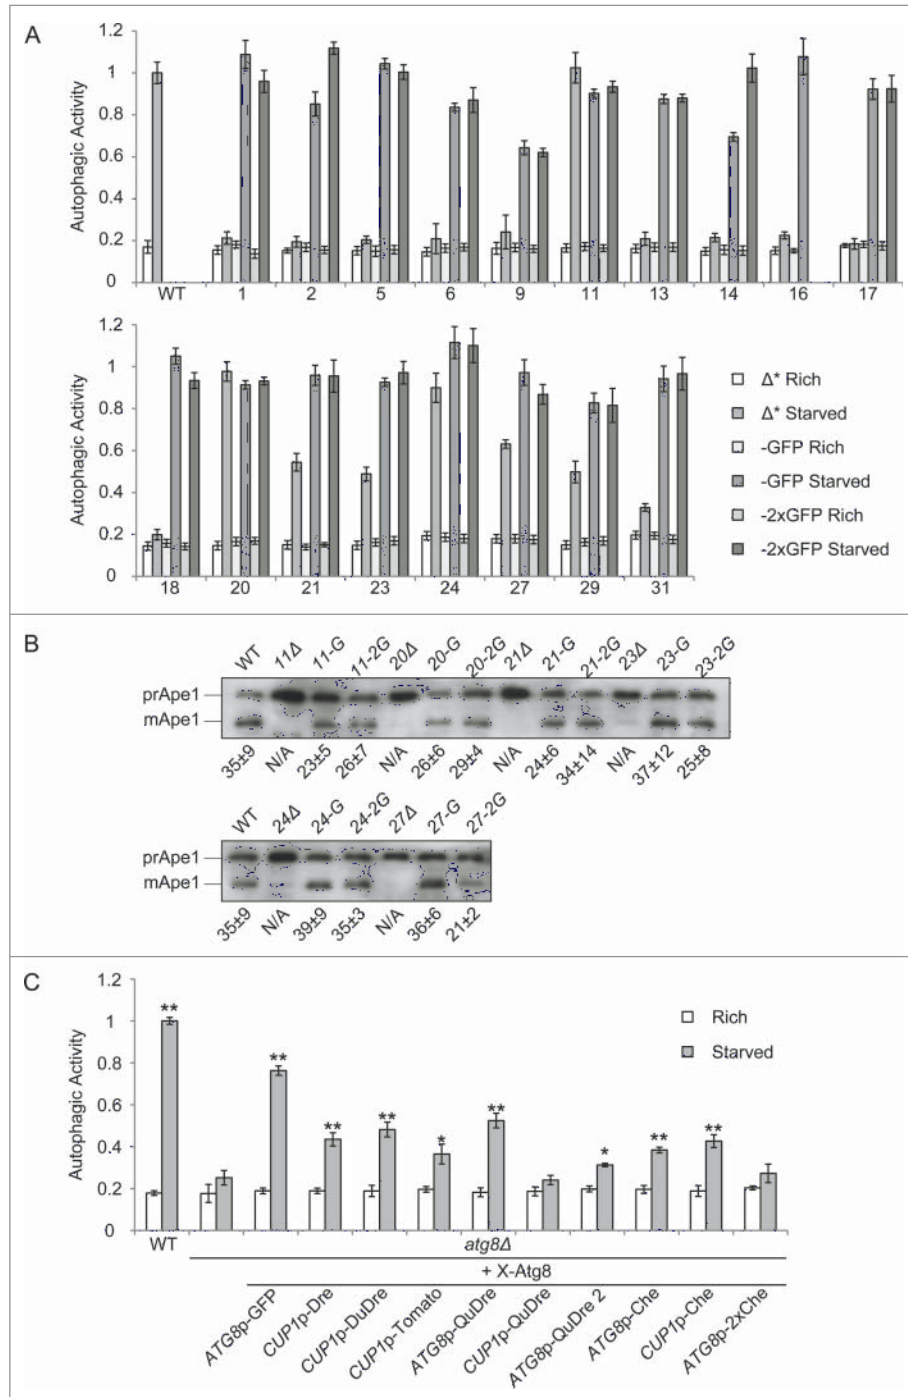 A
Autophagic Activity
1.2
1
0.8
0.6
0.4
0.2
0
WT 1 2 5 6 9 11 13 14 16 17
Autophagic Activity
1.2
1
0.8
0.6
0.4
0.2
0
18 20 21 23 24 27 29 31
Δ* Rich
Δ* Starved
-GFP Rich
-GFP Starved
-2xGFP Rich
-2xGFP Starved
B
WT 11Δ 11-G 11-2G 20Δ 20-G 20-2G 21Δ 21-G 21-2G 23Δ 23-G 23-2G
prApe1
mApe1
35±9 N/A 23±5 26±7 N/A 26±6 29±4 N/A 24±6 34±14 N/A 37±12 25±8
WT 24Δ 24-G 24-2G 27Δ 27-G 27-2G
prApe1
mApe1
35±9 N/A 39±9 35±3 N/A 36±6 21±2
C
Autophagic Activity
1.2
1
0.8
0.6
0.4
0.2
0
** ** ** ** * ** * ** **
Rich
Starved
WT atg8Δ
+ X-Atg8
ATG8p-GFP
CUP1p-Dre
CUP1p-DuDre
CUP1p-Tomato
ATG8p-QuDre
CUP1p-QuDre
ATG8p-QuDre 2
ATG8p-Che
CUP1p-Che
ATG8p-2xChe